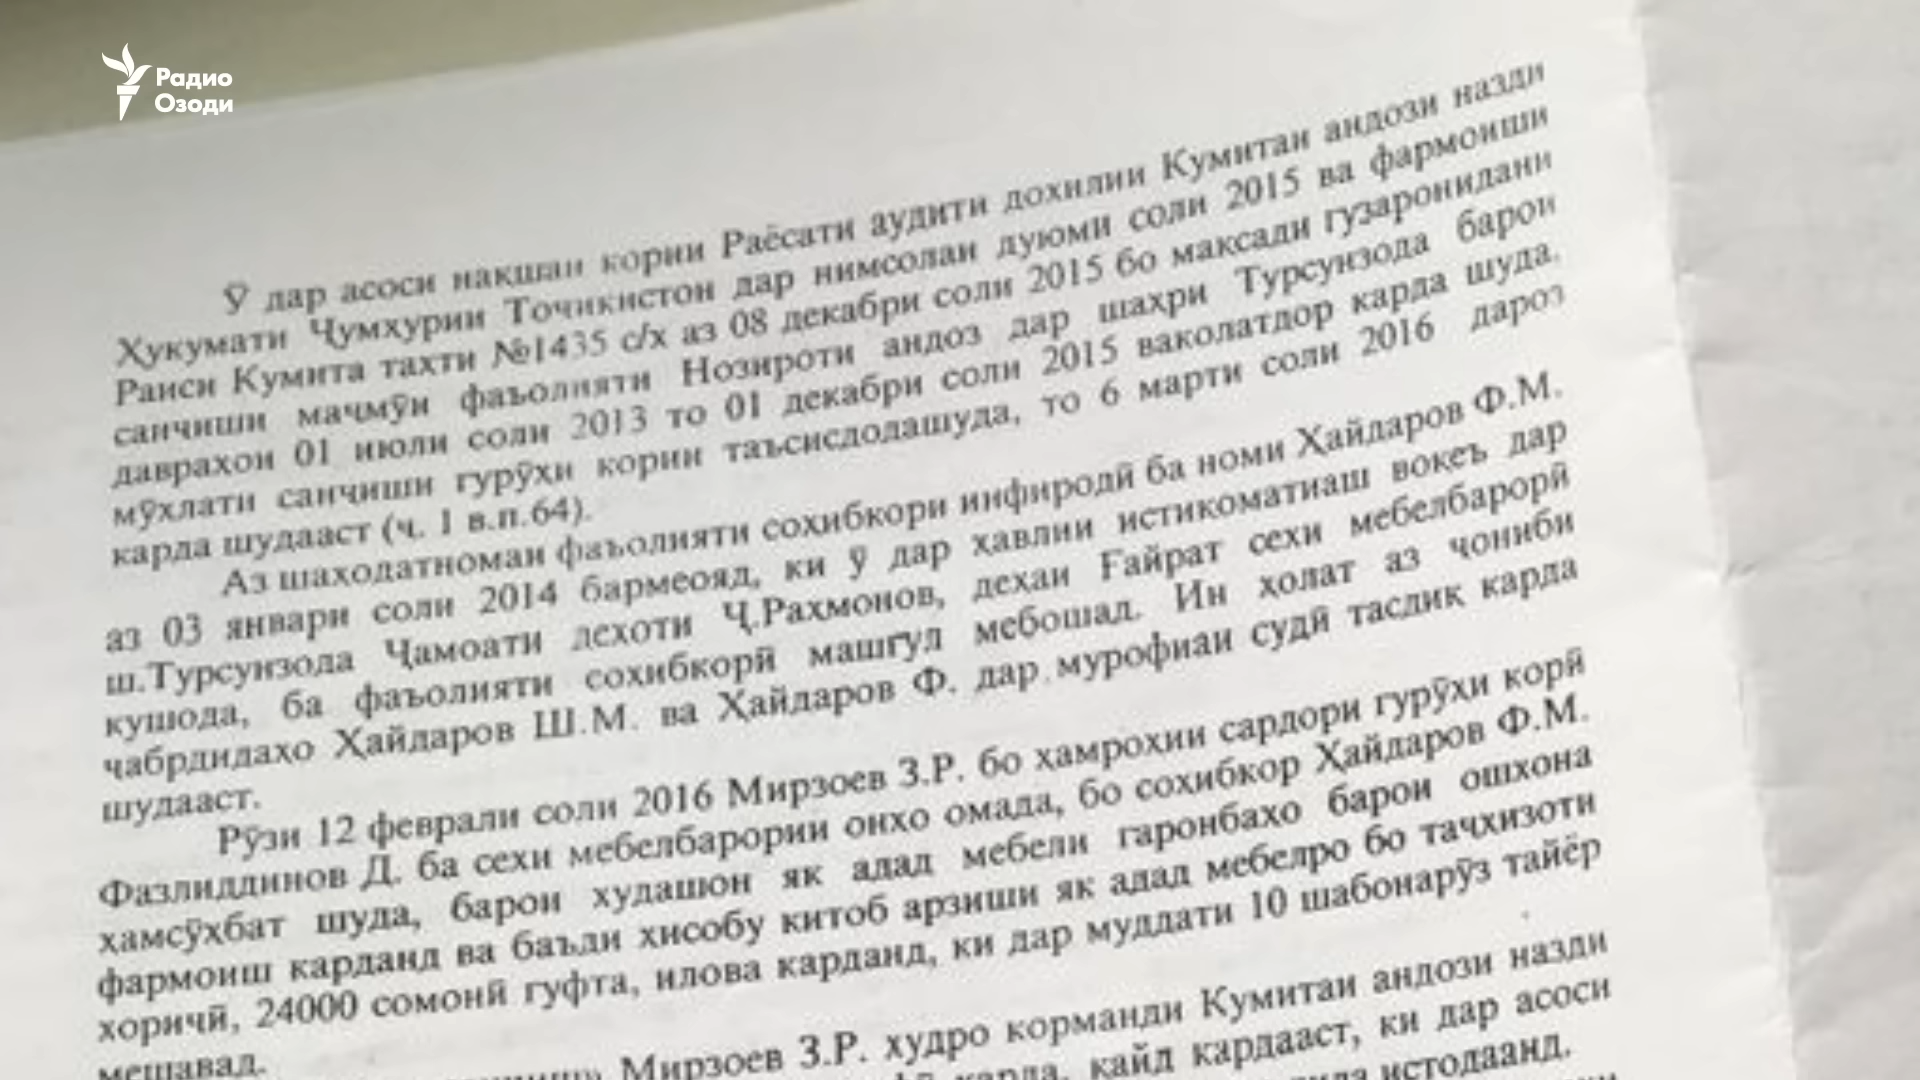 Радио
Озоди
Ӯ дар асоси нақшаи кории Раёсати аудити дохилии Кумитаи андози назди
Ҳукумати Ҷумҳурии Тоҷикистон дар нимсолаи дуюми соли 2015 ва фармоиши
Раиси Кумита тахти №1435 с/х аз 08 декабри соли 2015 бо мақсади гузаронидани
санҷиши маҷмӯи фаъолияти Нозироти андоз дар шаҳри Турсунзода барои
давраҳои 01 июли соли 2013 то 01 декабри соли 2015 ваколатдор карда шуда,
мӯҳлати санҷиши гурӯҳи кории таъсисдодашуда, то 6 марти соли 2016 дароз
карда шудааст (ҷ. 1 в.п.64).
Аз шаҳодатномаи фаъолияти соҳибкори инфиродӣ ба номи Ҳайдаров Ф.М.
аз 03 январи соли 2014 бармеояд, ки ӯ дар ҳавлии истиқоматиаш воқеъ дар
ш.Турсунзода Ҷамоати деҳоти Ҷ.Раҳмонов, деҳаи Ғайрат сехи мебелбарорӣ
кушода, ба фаъолияти соҳибкорӣ машғул мебошад. Ин ҳолат аз ҷониби
ҷабрдидаҳо Ҳайдаров Ш.М. ва Ҳайдаров Ф. дар мурофиаи судӣ тасдиқ карда
шудааст.
Рӯзи 12 феврали соли 2016 Мирзоев З.Р. бо ҳамроҳии сардори гурӯҳи корӣ
Фазлиддинов Д. ба сехи мебелбарории онҳо омада, бо соҳибкор Ҳайдаров Ф.М.
ҳамсӯҳбат шуда, барои худашон як адад мебели гаронбаҳо барои ошхона
фармоиш карданд ва баъди ҳисобу китоб арзиши як адад мебелро бо таҷҳизоти
хориҷӣ, 24000 сомонӣ гуфта, илова карданд, ки дар муддати 10 шабонарӯз тайёр
мешавад.
Мирзоев З.Р. худро корманди Кумитаи андози назди
карда, қайд кардааст, ки дар асоси
истодаанд.